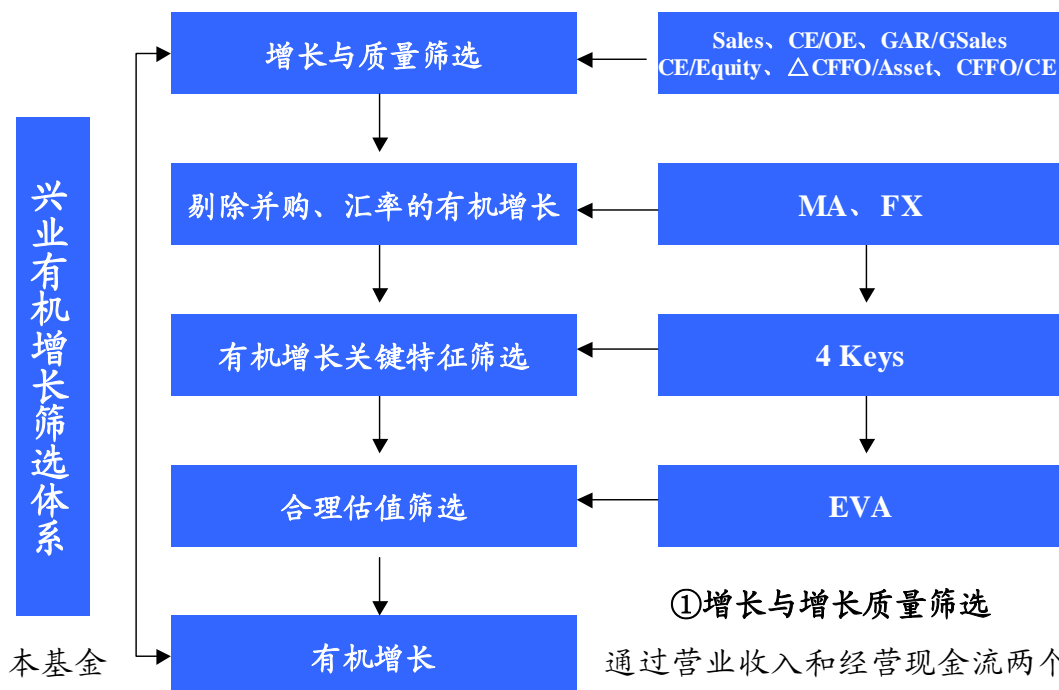 兴业有机增长筛选体系
增长与质量筛选
Sales、CE/OE、GAR/GSales
CE/Equity、△CFFO/Asset、CFFO/CE
剔除并购、汇率的有机增长
MA、FX
有机增长关键特征筛选
4 Keys
合理估值筛选
EVA
①增长与增长质量筛选
有机增长
本基金
通过营业收入和经营现金流两个